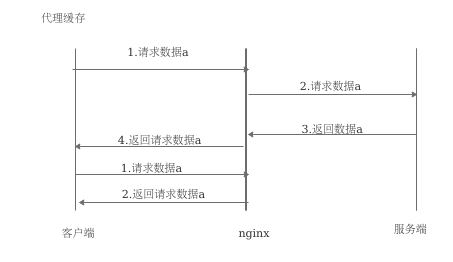 代理缓存
1.请求数据a
2.请求数据a
3.返回数据a
4.返回请求数据a
1.请求数据a
2.返回请求数据a
客户端
nginx
服务端